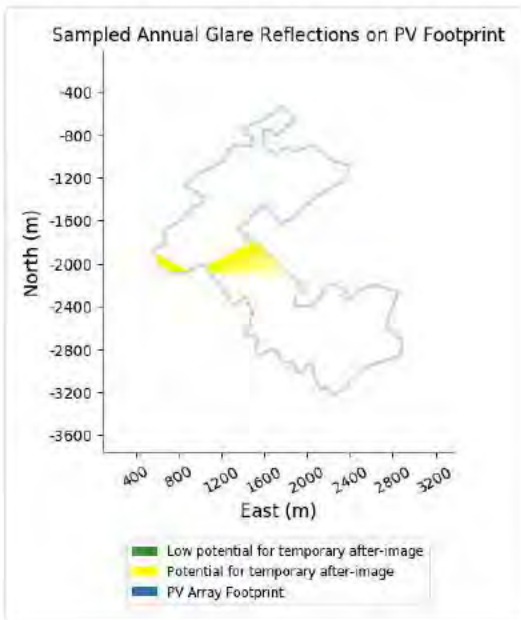 Sampled Annual Glare Reflections on PV Footprint
-400
-800
-1200
-1600
-2000
-2400
-2800
-3200
-3600
North (m)
400
800
1200
1600
2000
2400
2800
3200
East (m)
Low potential for temporary after-image
Potential for temporary after-image
PV Array Footprint